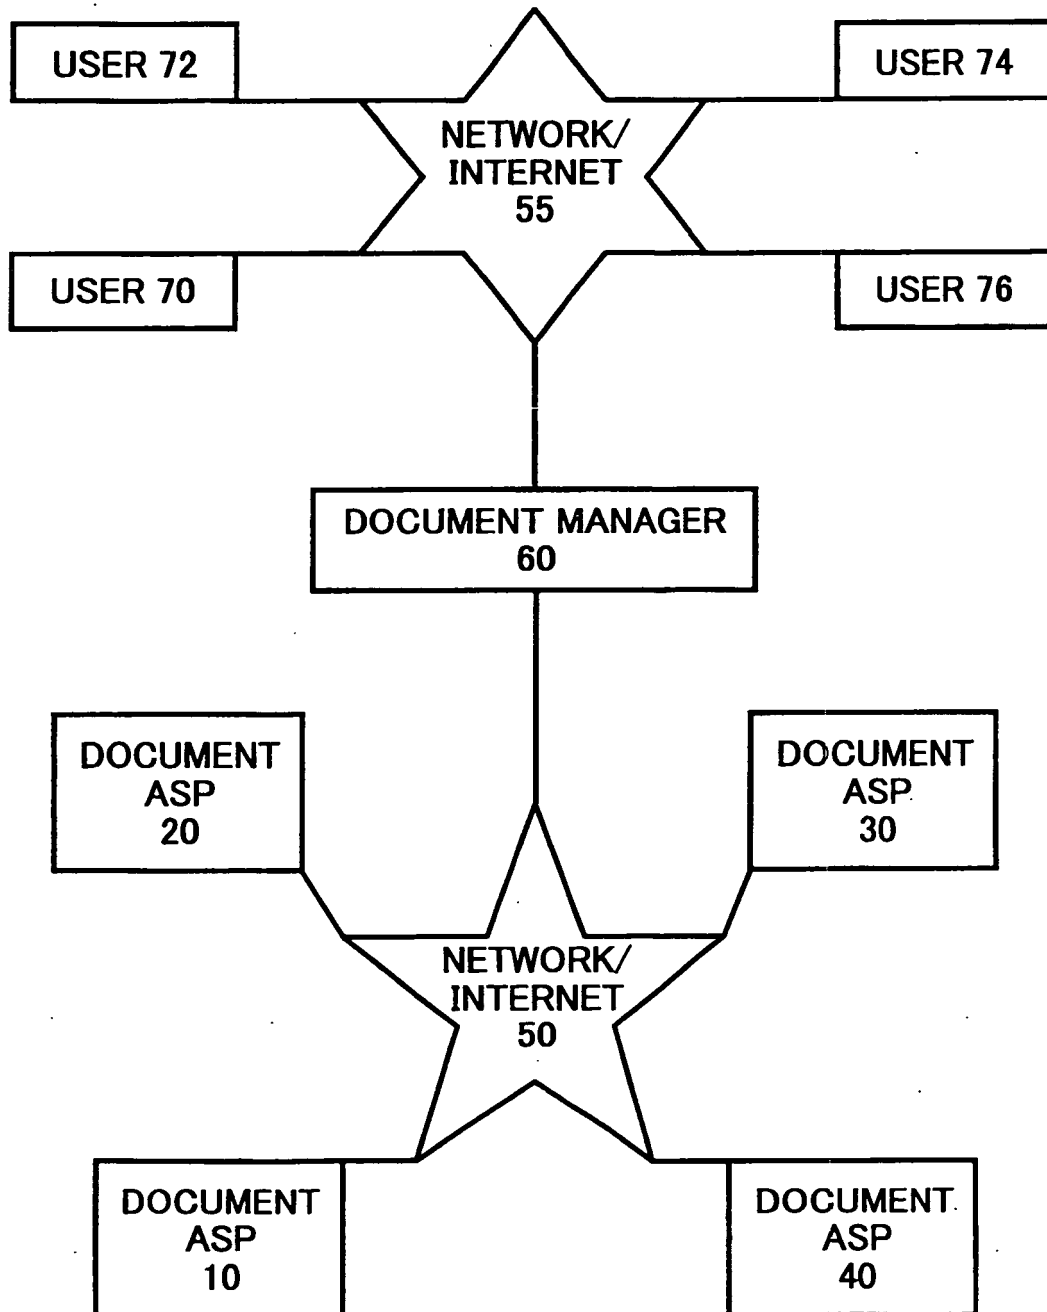 USER 72
USER 74
NETWORK/
INTERNET
55
USER 70
USER 76
DOCUMENT MANAGER
60
DOCUMENT
ASP
20
DOCUMENT
ASP
30
NETWORK/
INTERNET
50
DOCUMENT
ASP
10
DOCUMENT
ASP
40